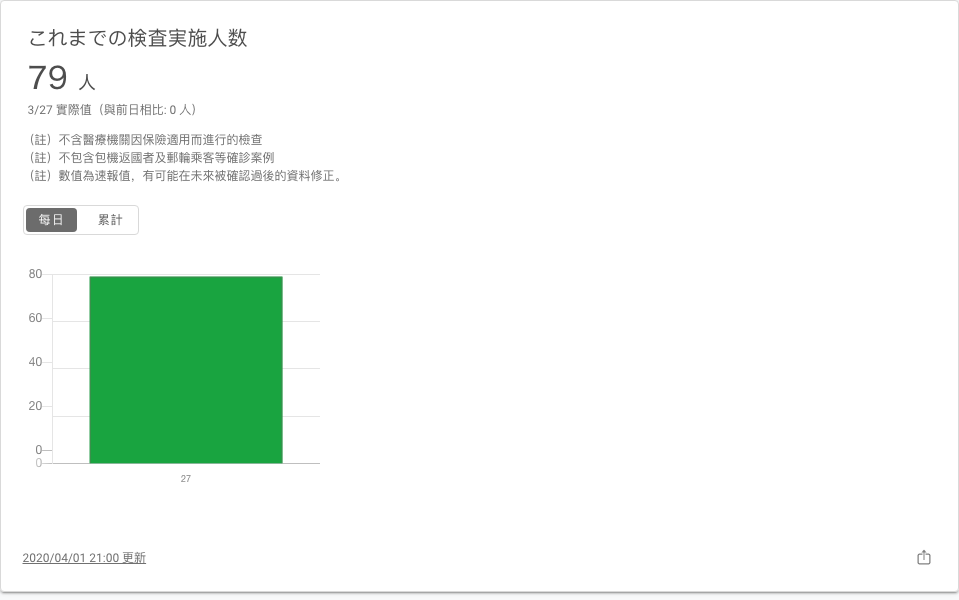 これまでの検査実施人数
79 人
3/27 實際值（與前日相比: 0 人）
（註）不含醫療機關因保險適用而進行的檢查
（註）不包含包機返國者及郵輪乘客等確診案例
（註）數值為速報值，有可能在未來被確認過後的資料修正。
每日 累計
80
60
40
20
0
0
27
2020/04/01 21:00 更新